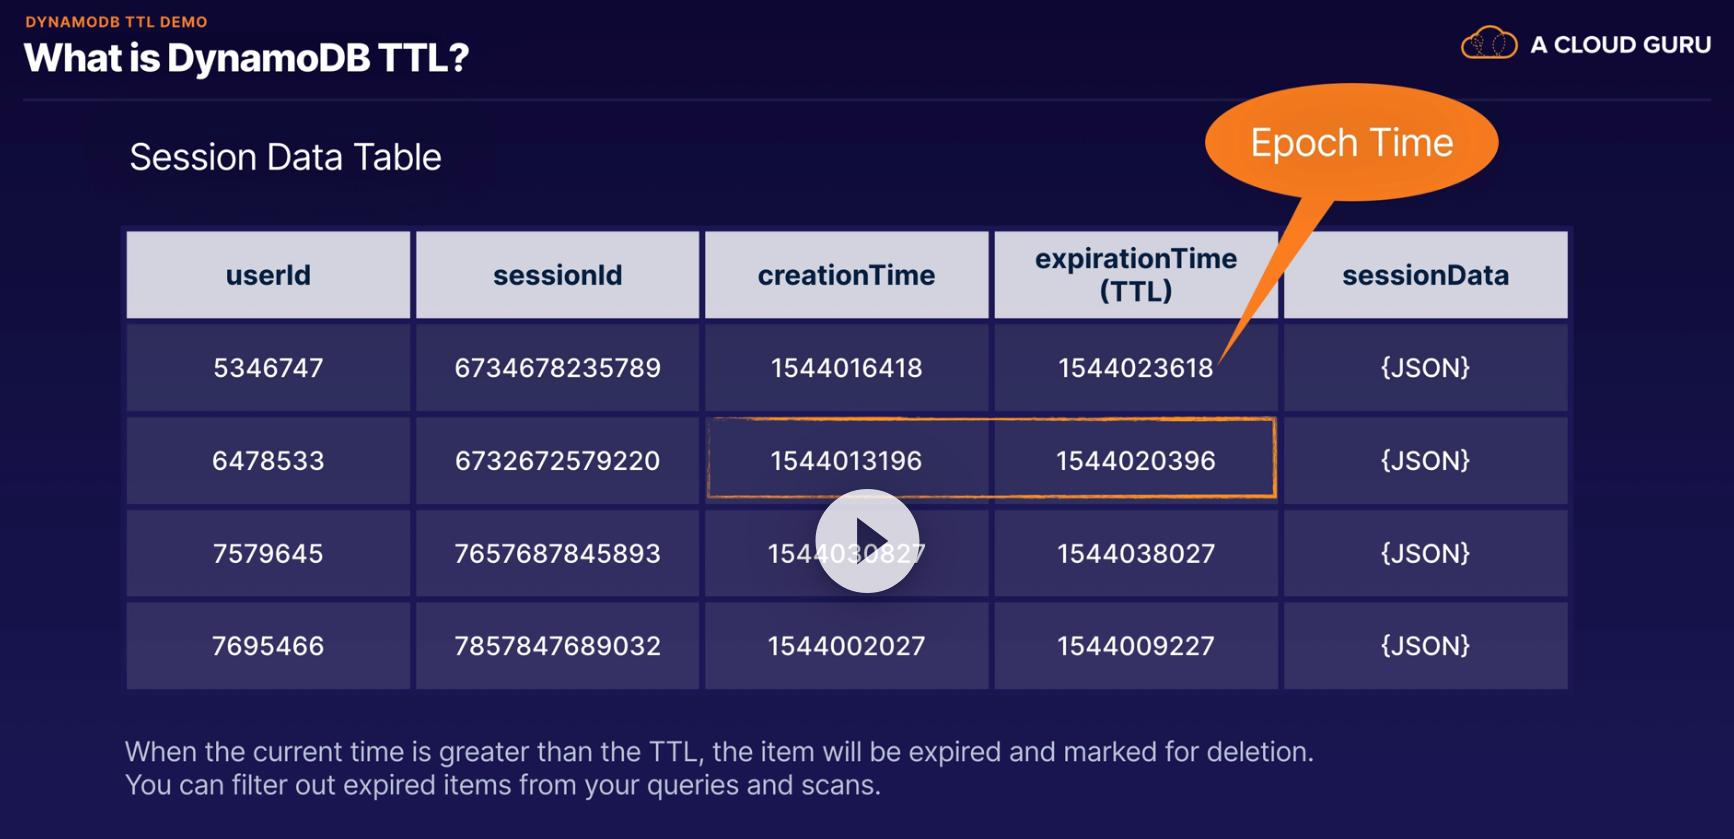 DYNAMODB TTL DEMO
What is DynamoDB TTL?
A CLOUD GURU
Epoch Time
Session Data Table
userId sessionId creationTime expirationTime (TTL) sessionData
5346747 6734678235789 1544016418 1544023618 {JSON}
6478533 6732672579220 1544013196 1544020396 {JSON}
7579645 7657687845893 1544030827 1544038027 {JSON}
7695466 7857847689032 1544002027 1544009227 {JSON}
When the current time is greater than the TTL, the item will be expired and marked for deletion.
You can filter out expired items from your queries and scans.